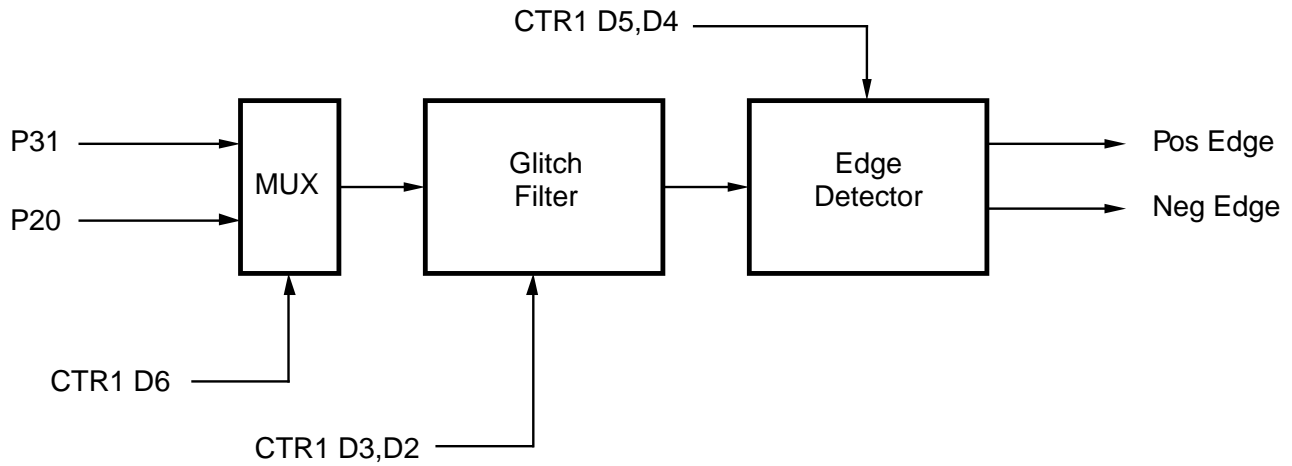 CTR1 D5,D4
P31
P20
MUX
Glitch
Filter
Edge
Detector
Pos Edge
Neg Edge
CTR1 D6
CTR1 D3,D2